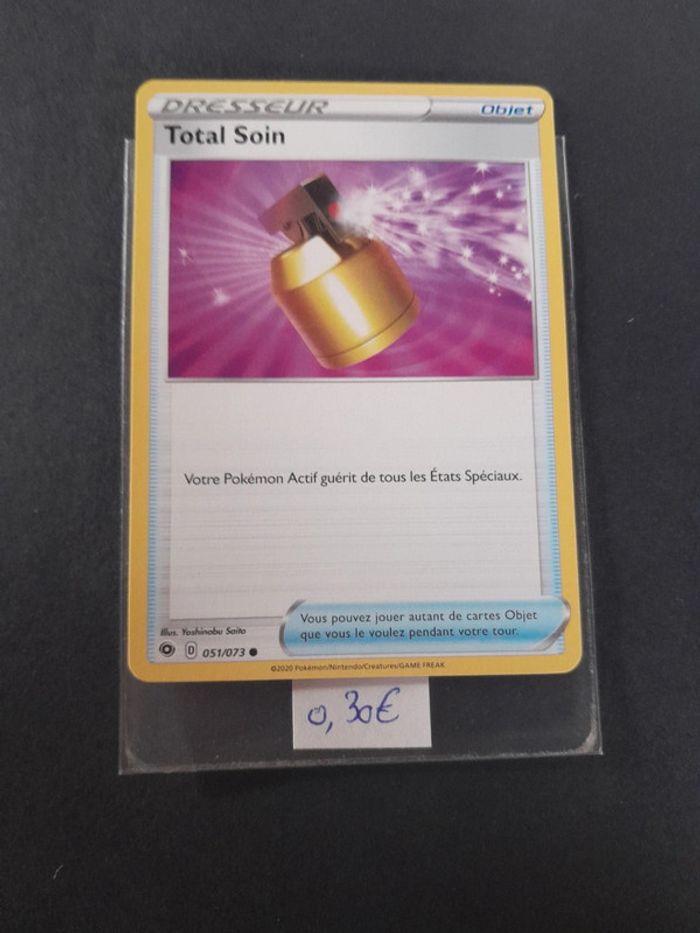 DRESSEUR Objet
Total Soin
Votre Pokémon Actif guérit de tous les États Spéciaux.
Vous pouvez jouer autant de cartes Objet
que vous le voulez pendant votre tour.
Illus. Yoshinobu Saito
D 051/073
©2020 Pokémon/Nintendo/Creatures/GAME FREAK
0,30€